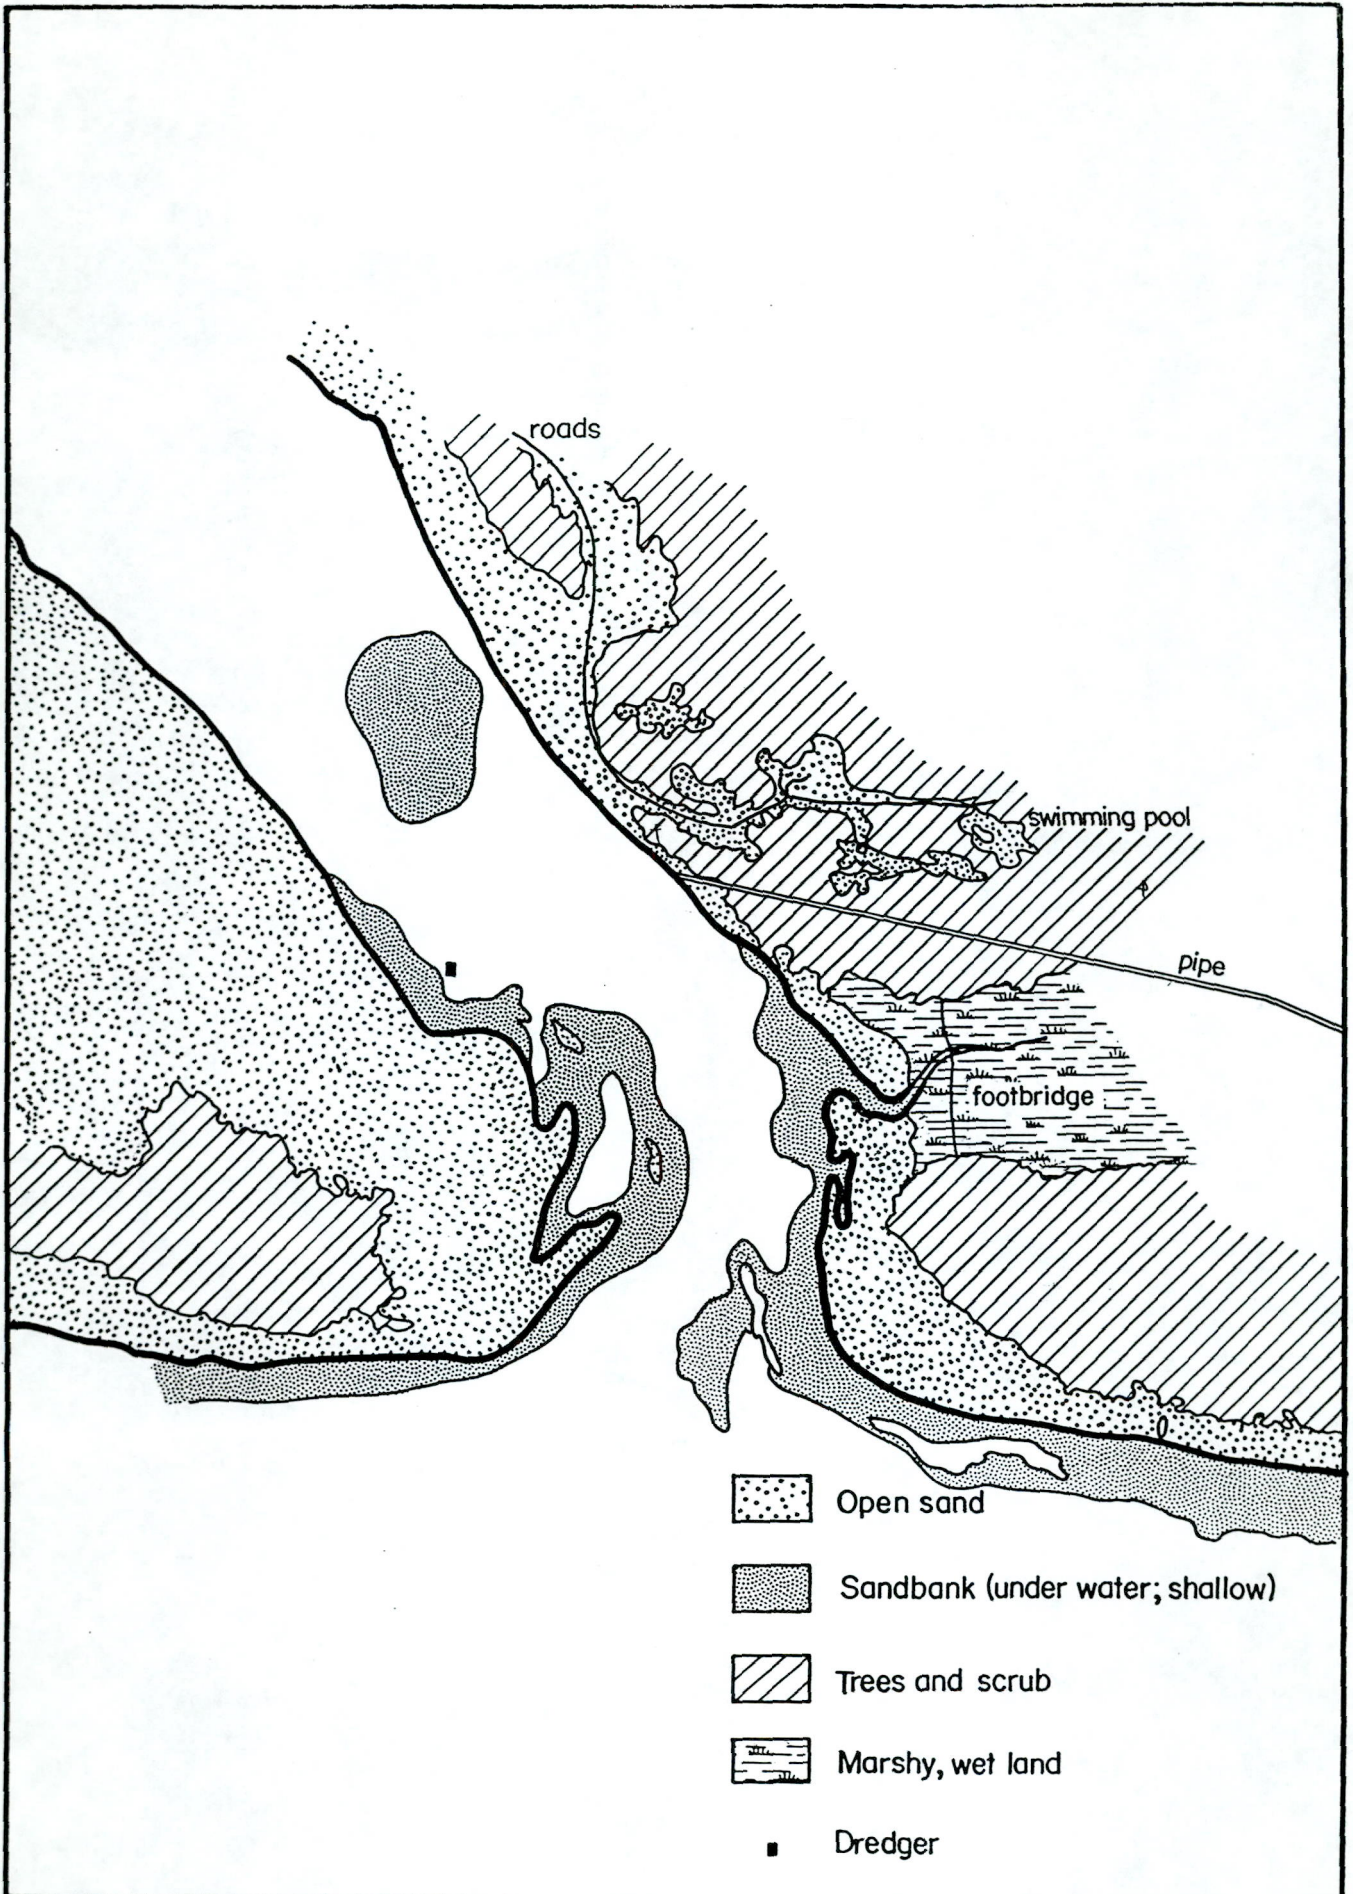 roads
swimming pool
pipe
footbridge
Open sand
Sandbank (under water; shallow)
Trees and scrub
Marshy, wet land
Dredger